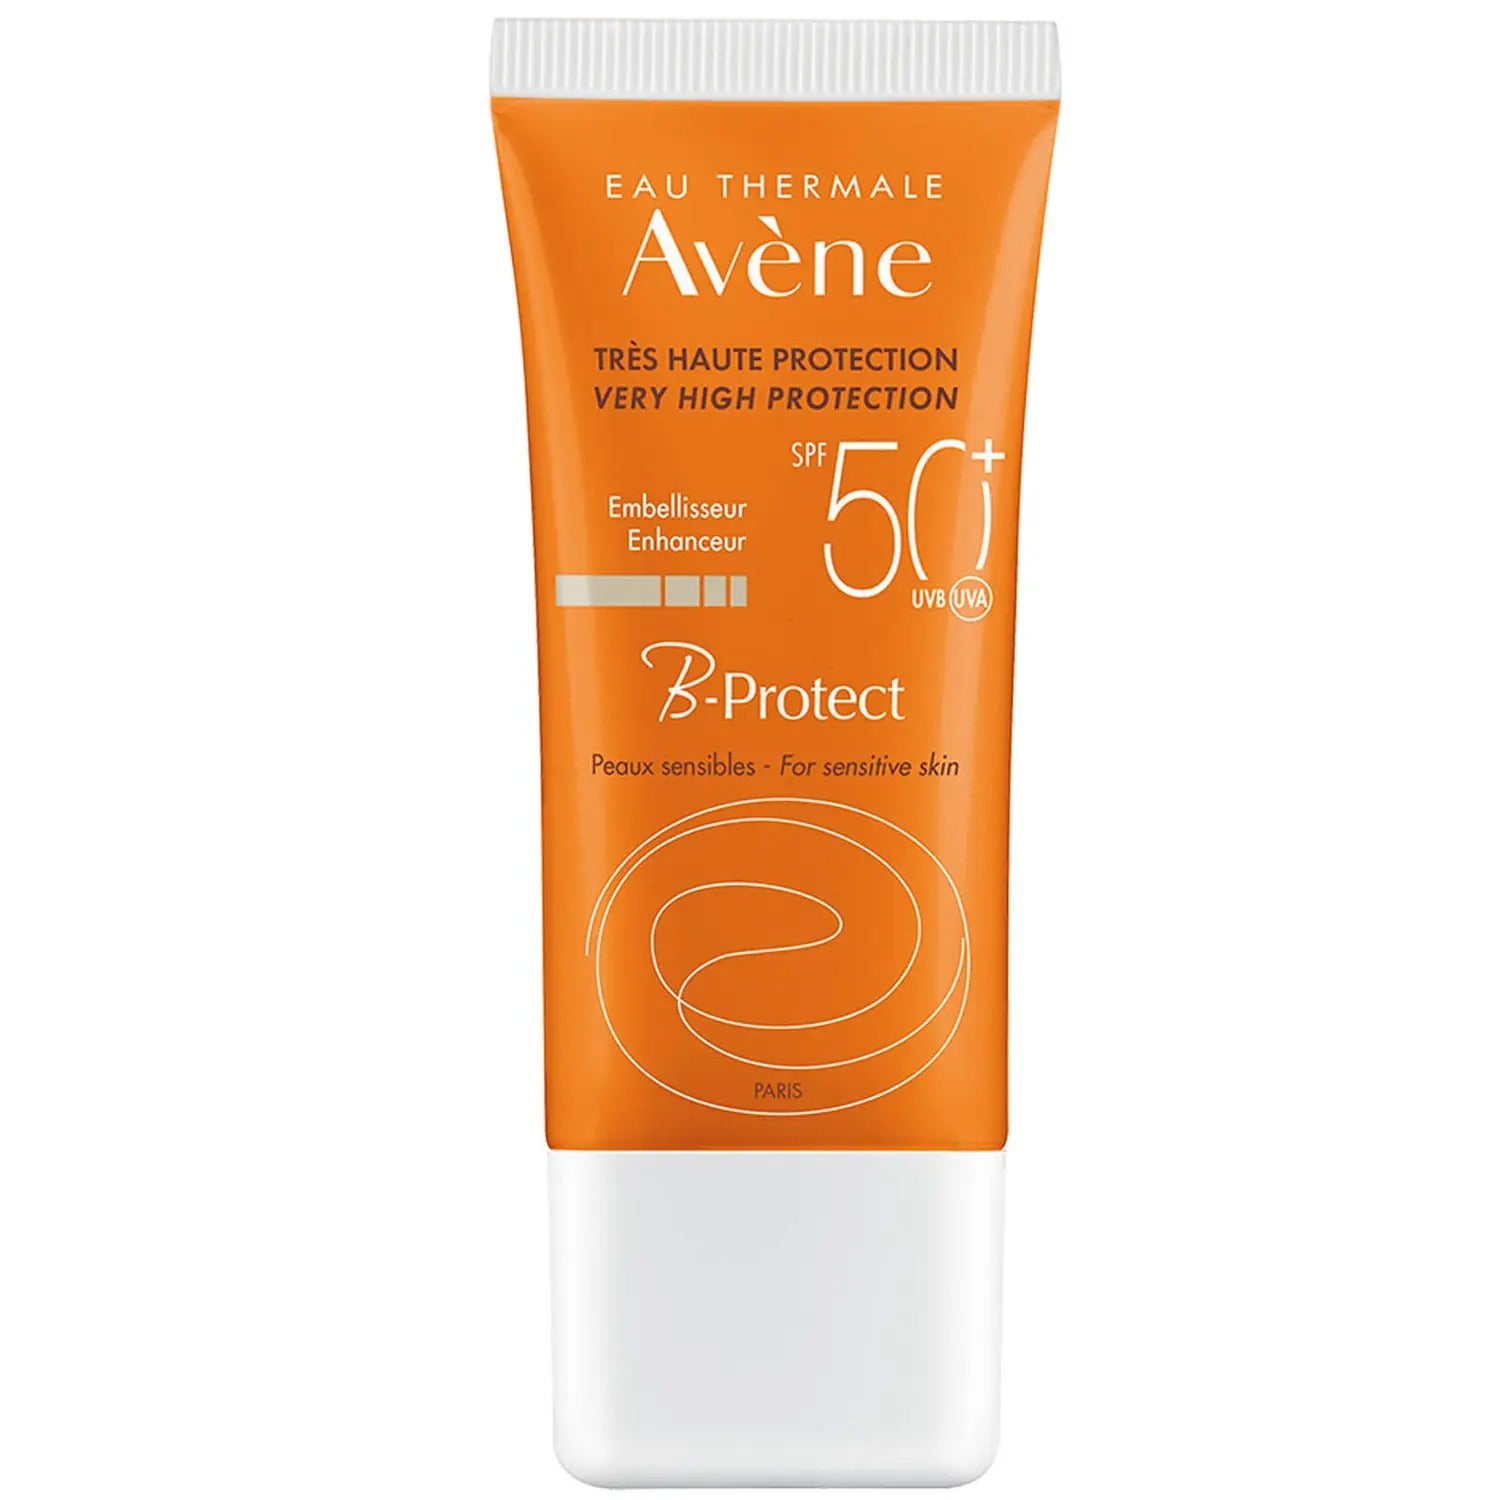 EAU THERMALE
Avène
TRÈS HAUTE PROTECTION
VERY HIGH PROTECTION
SPF 50+
Embellisseur
Enhanceur
UVB UVA
B-Protect
Peaux sensibles - For sensitive skin
PARIS